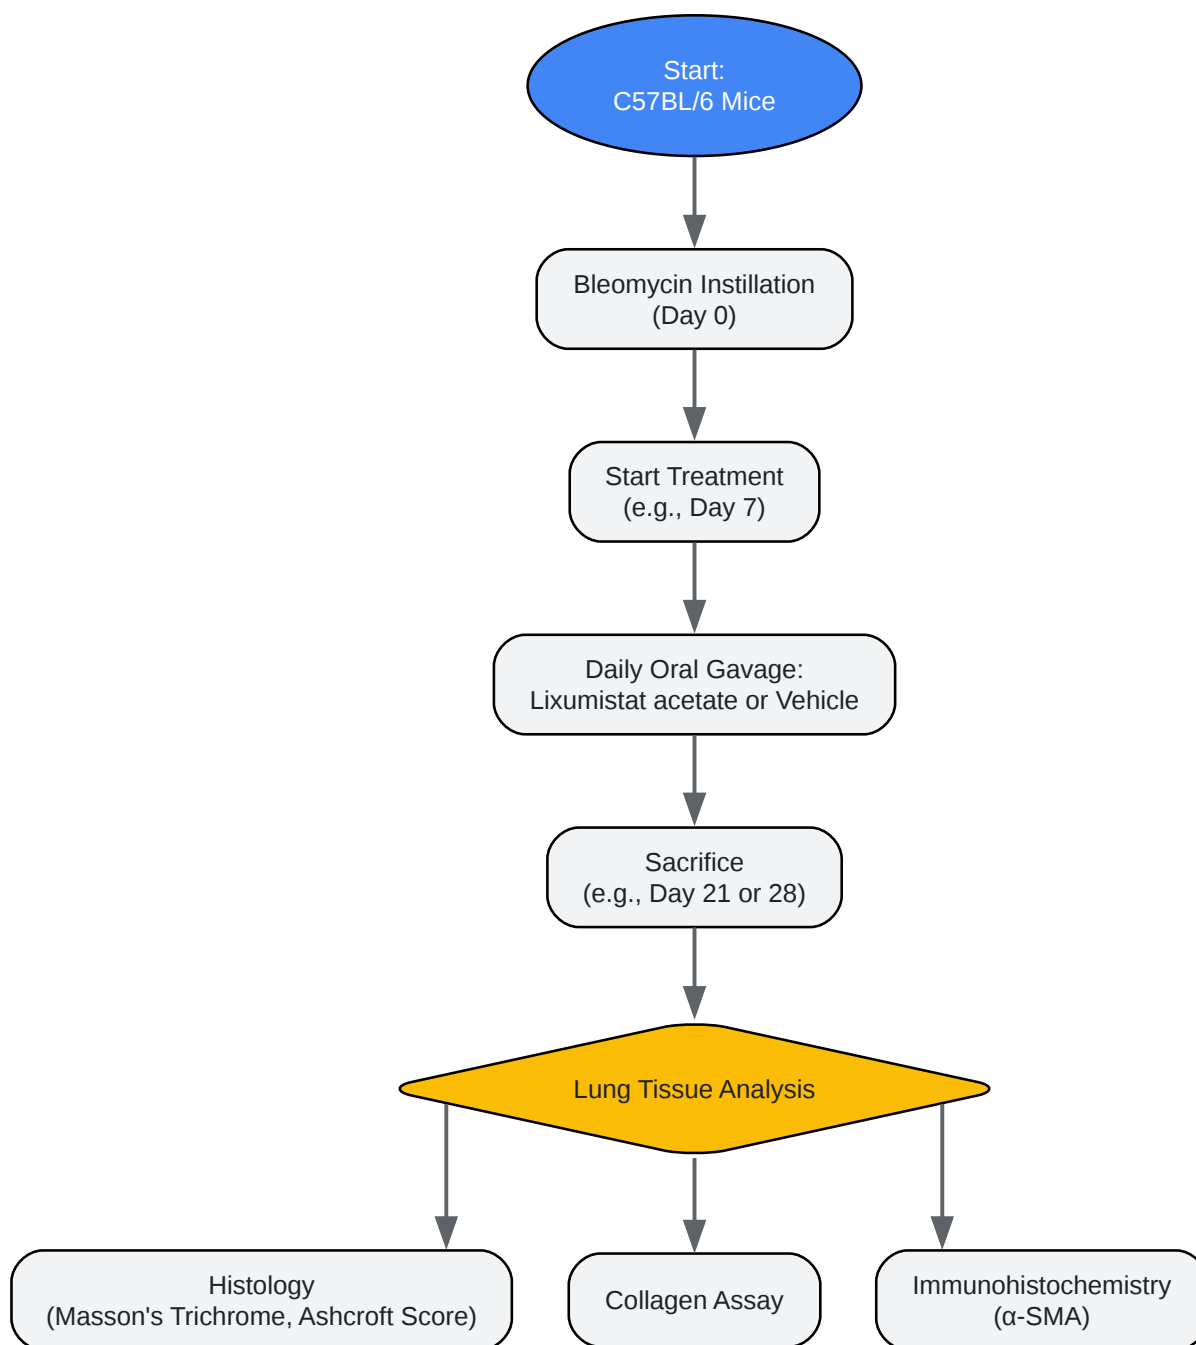 Start:
C57BL/6 Mice
Bleomycin Instillation
(Day 0)
Start Treatment
(e.g., Day 7)
Daily Oral Gavage:
Lixumistat acetate or Vehicle
Sacrifice
(e.g., Day 21 or 28)
Lung Tissue Analysis
Histology
(Masson's Trichrome, Ashcroft Score)
Collagen Assay
Immunohistochemistry
(α-SMA)